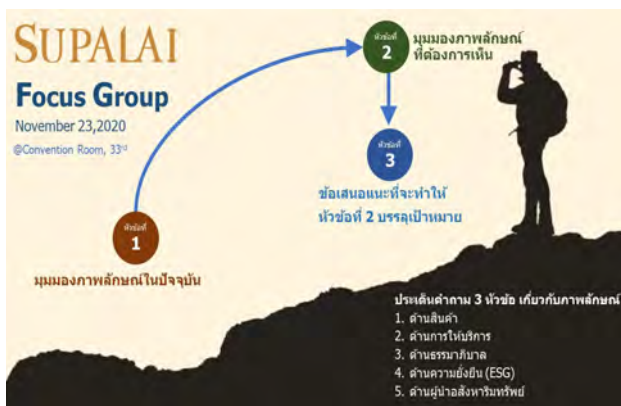 SUPALAI
Focus Group
November 23,2020
@Convention Room, 33rd
หัวข้อที่
1
มุมมองภาพลักษณ์ในปัจจุบัน
หัวข้อที่
2
มุมมองภาพลักษณ์
ที่ต้องการเห็น
หัวข้อที่
3
ข้อเสนอแนะที่จะทำให้
หัวข้อที่ 2 บรรลุเป้าหมาย
ประเด็นคำถาม 3 หัวข้อ เกี่ยวกับภาพลักษณ์
1. ด้านสินค้า
2. ด้านการให้บริการ
3. ด้านธรรมาภิบาล
4. ด้านความยั่งยืน (ESG)
5. ด้านผู้นำอสังหาริมทรัพย์